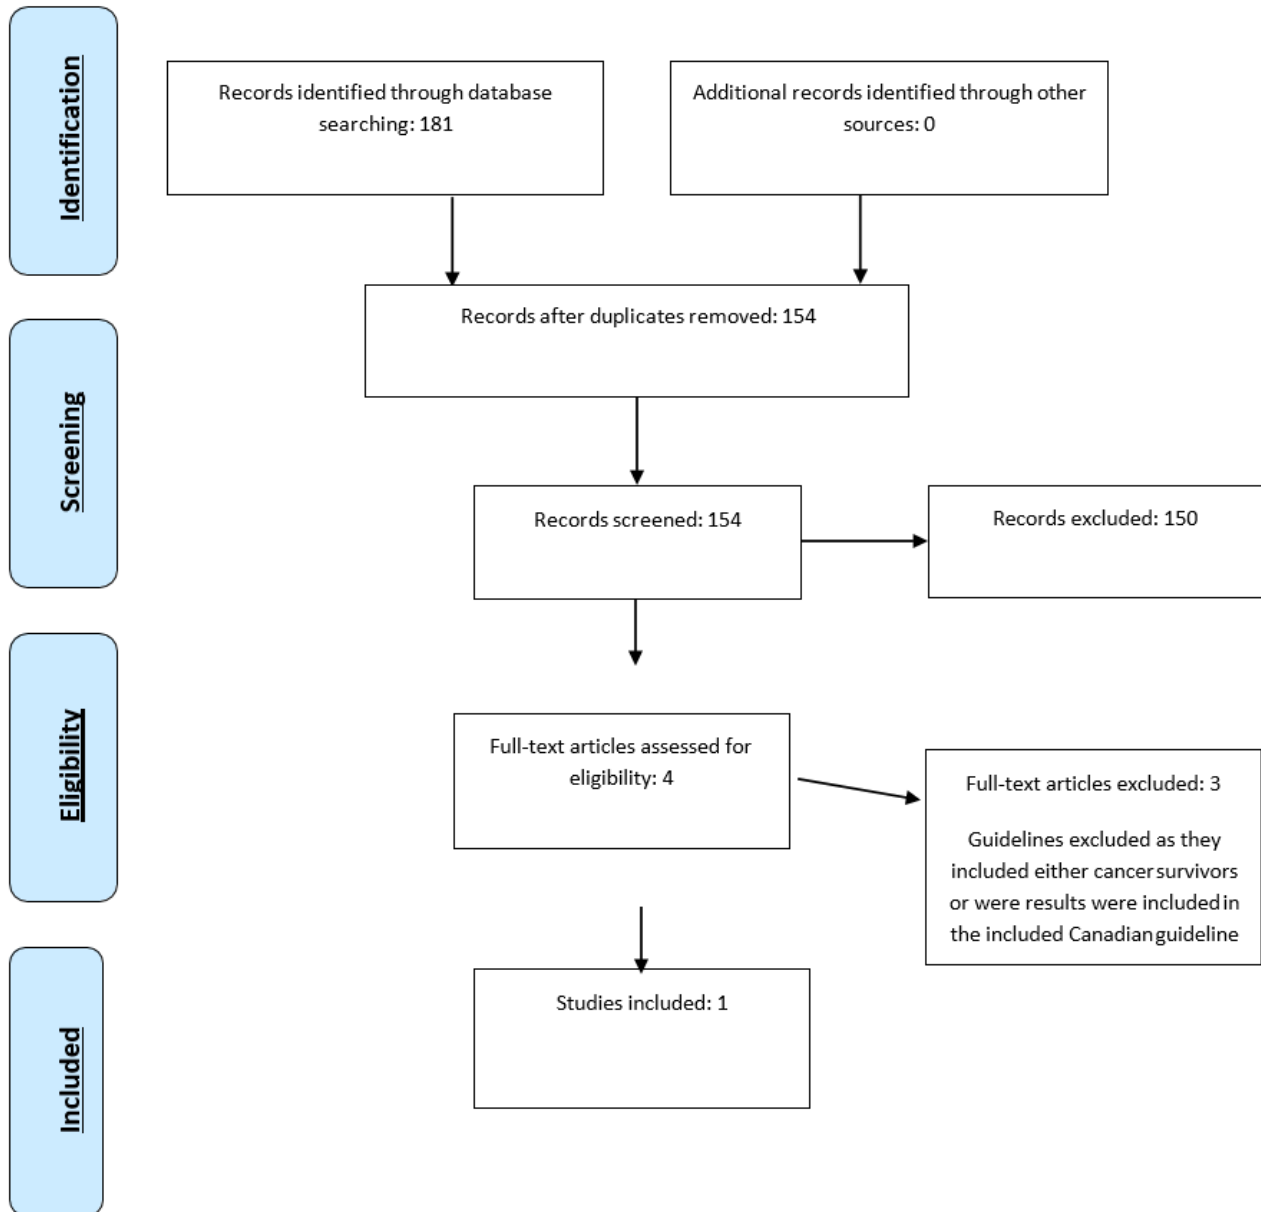 Identification
Records identified through database
searching: 181
Additional records identified through other
sources: 0
Records after duplicates removed: 154
Screening
Records screened: 154
Records excluded: 150
Eligibility
Full-text articles assessed for
eligibility: 4
Full-text articles excluded: 3
Guidelines excluded as they
included either cancer survivors
or were results were included in
the included Canadian guideline
Included
Studies included: 1